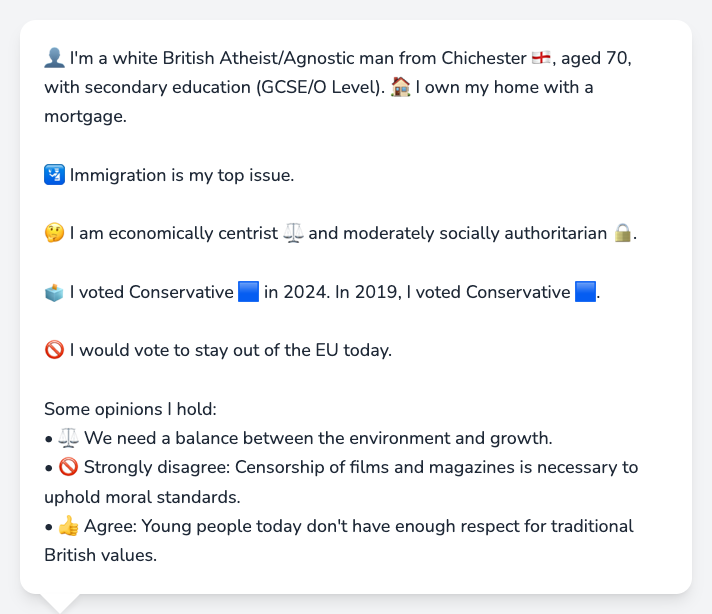 👤 I'm a white British Atheist/Agnostic man from Chichester 🏴󠁧󠁢󠁥󠁮󠁧󠁿, aged 70,
with secondary education (GCSE/O Level). 🏠 I own my home with a
mortgage.
🛂 Immigration is my top issue.
🤔 I am economically centrist ⚖️ and moderately socially authoritarian 🔒.
🗳️ I voted Conservative 🟦 in 2024. In 2019, I voted Conservative 🟦.
🚫 I would vote to stay out of the EU today.
Some opinions I hold:
• ⚖️ We need a balance between the environment and growth.
• 🚫 Strongly disagree: Censorship of films and magazines is necessary to
uphold moral standards.
• 👍 Agree: Young people today don't have enough respect for traditional
British values.